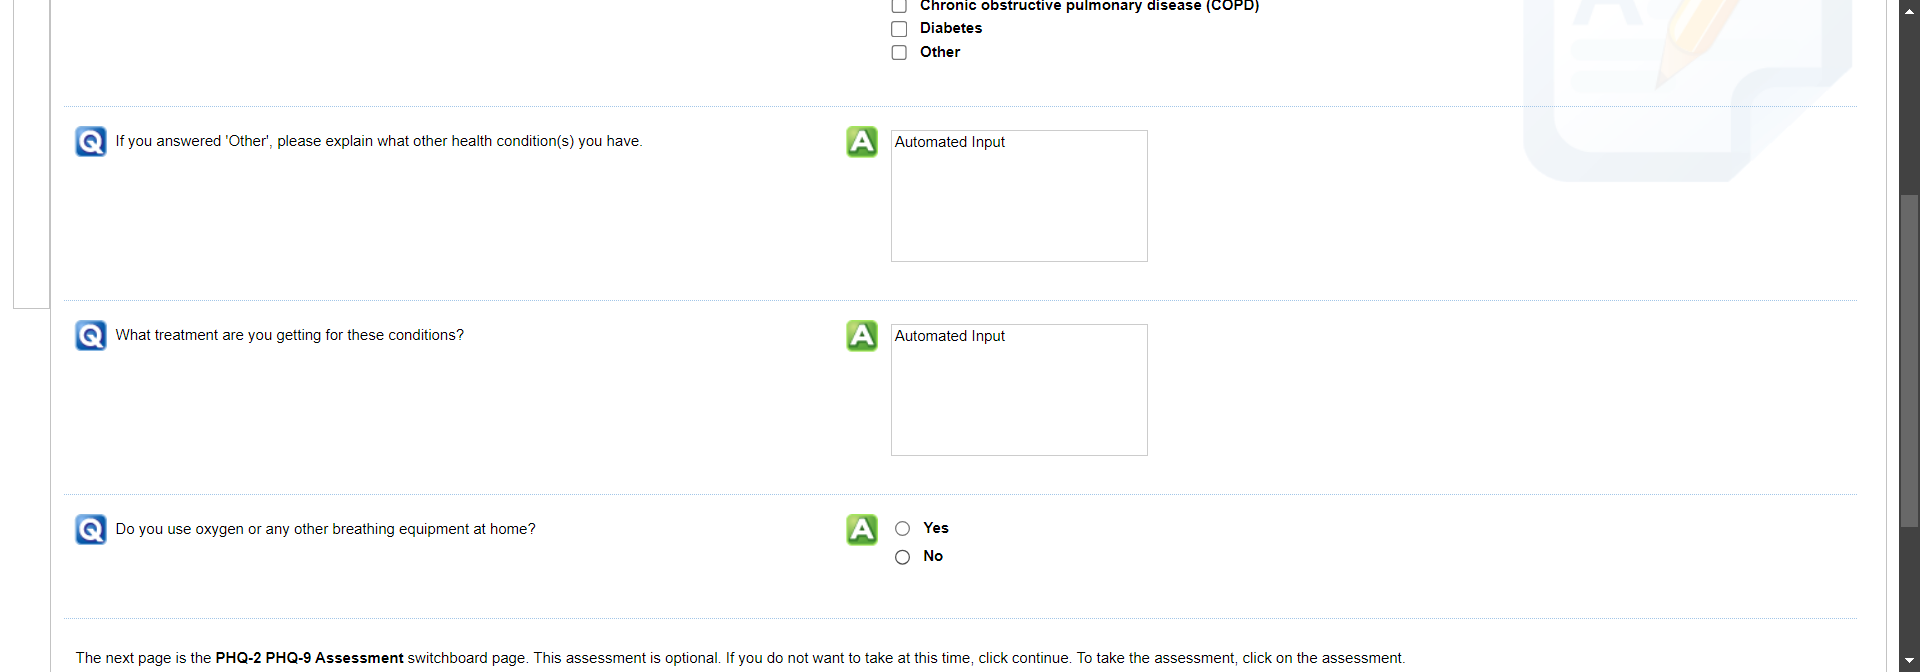 Chronic obstructive pulmonary disease (COPD)
Diabetes
Other
Q If you answered 'Other', please explain what other health condition(s) you have.
A Automated Input
Q What treatment are you getting for these conditions?
A Automated Input
Q Do you use oxygen or any other breathing equipment at home?
A Yes
No
The next page is the PHQ-2 PHQ-9 Assessment switchboard page. This assessment is optional. If you do not want to take at this time, click continue. To take the assessment, click on the assessment.